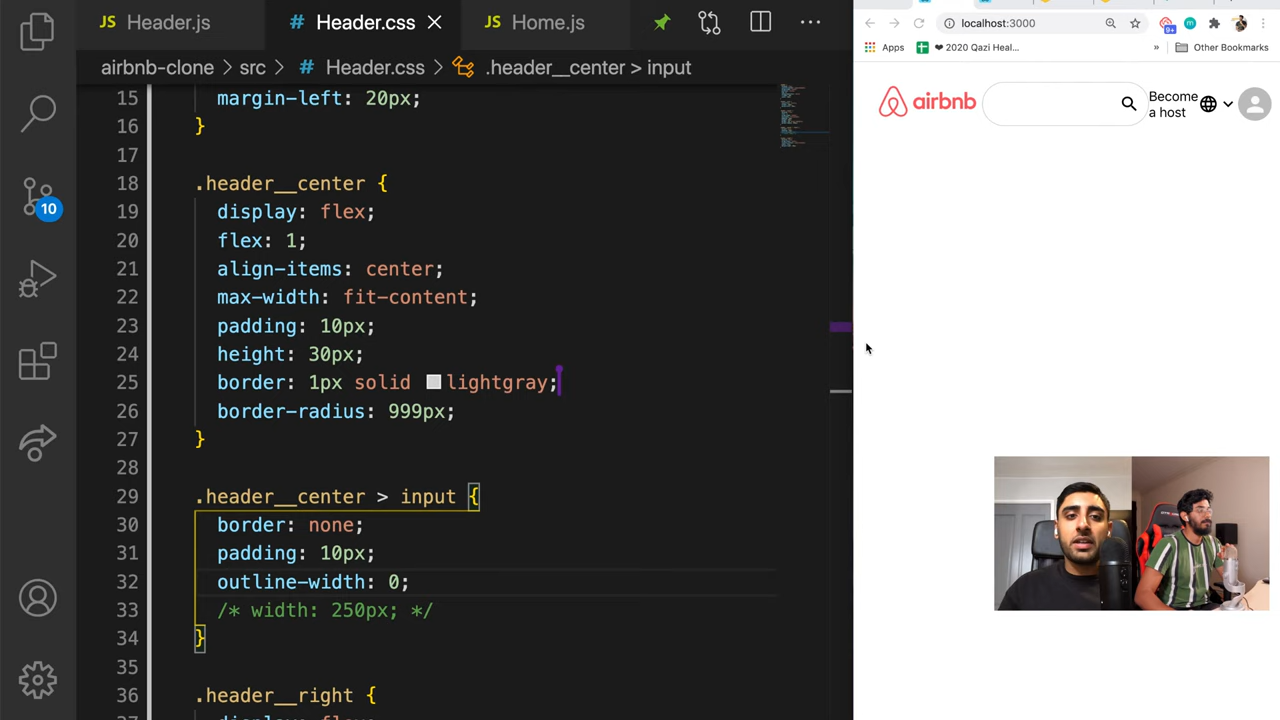 JS Header.js
# Header.css
JS Home.js
airbnb-clone > src > # Header.css > .header__center > input
15 margin-left: 20px;
16 }
17
18 .header__center {
19 display: flex;
20 flex: 1;
21 align-items: center;
22 max-width: fit-content;
23 padding: 10px;
24 height: 30px;
25 border: 1px solid lightgray;
26 border-radius: 999px;
27 }
28
29 .header__center > input {
30 border: none;
31 padding: 10px;
32 outline-width: 0;
33 /* width: 250px; */
34 }
35
36 .header__right {
10
localhost:3000
9+
Apps
❤ 2020 Qazi Heal...
»
Other Bookmarks
airbnb
Become
a host